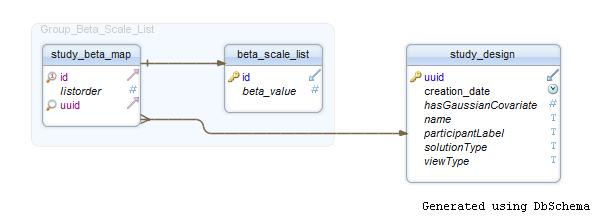 Group_Beta_Scale_List
study_beta_map
id
listorder #
uuid
beta_scale_list
id
beta_value #
study_design
uuid
creation_date
hasGaussianCovariate #
name T
participantLabel T
solutionType T
viewType T
Generated using DbSchema